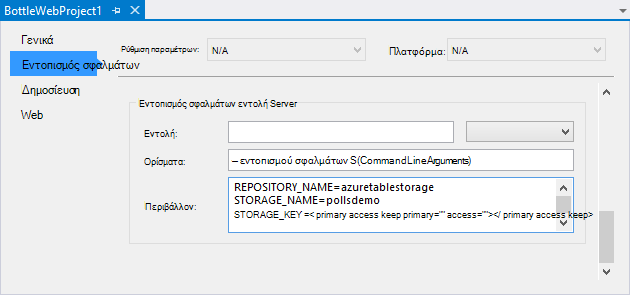 BottleWebProject1
Γενικά
Εντοπισμός σφαλμάτων
Δημοσίευση
Web
Ρύθμιση παραμέτρων: N/A Πλατφόρμα: N/A
Εντοπισμός σφαλμάτων εντολή Server
Εντολή:
Ορίσματα: -- εντοπισμού σφαλμάτων S(CommandLineArguments)
REPOSITORY_NAME=azuretablestorage
STORAGE_NAME=pollsdemo
Περιβάλλον: STORAGE_KEY =< primary access keep primary="" access=""></ primary access keep>